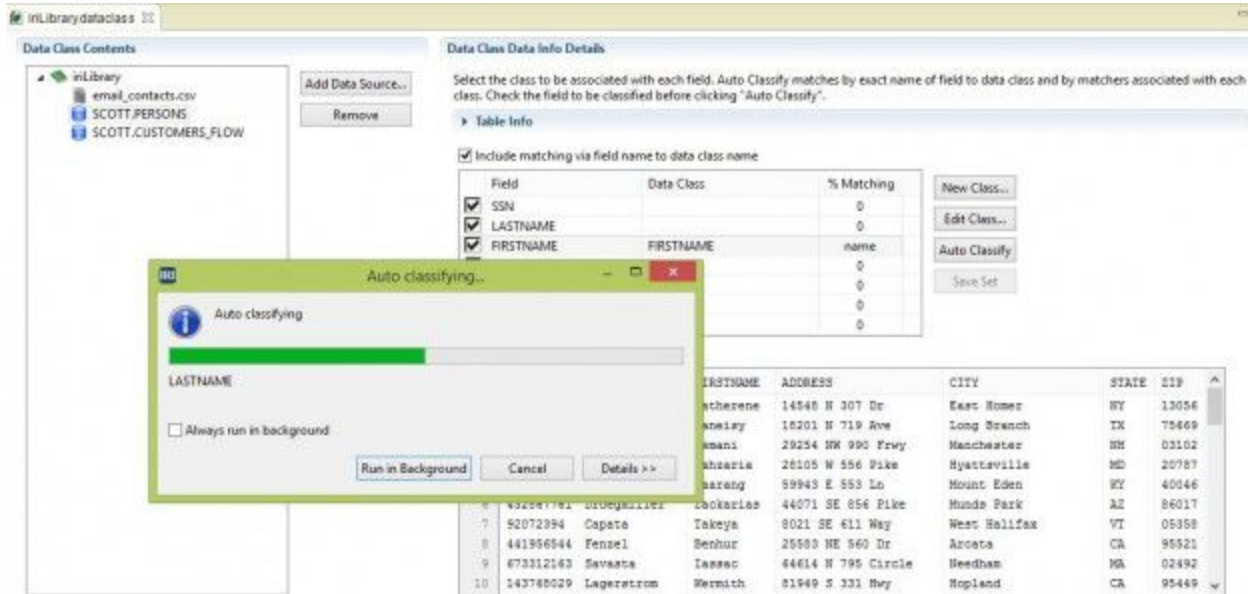 iriLibrary.dataclass
Data Class Contents
iriLibrary
email_contacts.csv
SCOTT.PERSONS
SCOTT.CUSTOMERS_FLOW
Add Data Source...
Remove
Data Class Data Info Details
Select the class to be associated with each field. Auto Classify matches by exact name of field to data class and by matchers associated with each
class. Check the field to be classified before clicking "Auto Classify".
Table Info
Include matching via field name to data class name
Field Data Class % Matching
SSN 0
LASTNAME 0
FIRSTNAME FIRSTNAME name
0
0
0
0
New Class...
Edit Class...
Auto Classify
Save Set
IRI
Auto classifying...
Auto classifying
LASTNAME
Always run in background
Run in Background Cancel Details >>
ADDRESS CITY STATE ZIP
14548 N 307 Dr East Homer NY 13056
18201 N 719 Ave Long Branch TX 75669
29254 NW 990 Frwy Manchester NH 03102
28105 W 556 Pike Hyattsville MD 20787
59943 E 553 Ln Mount Eden KY 40046
44071 SE 856 Pike Munds Park AZ 86017
7 92072394 Capata Takeya 8021 SE 611 Way West Halifax VT 05358
8 441956544 Fenzel Benhur 25583 NE 560 Dr Arcata CA 95521
9 673312163 Savasta Iassac 44614 N 795 Circle Needham MA 02492
10 143768029 Lagerstrom Kermith 81949 S 331 Hwy Hopland CA 95449